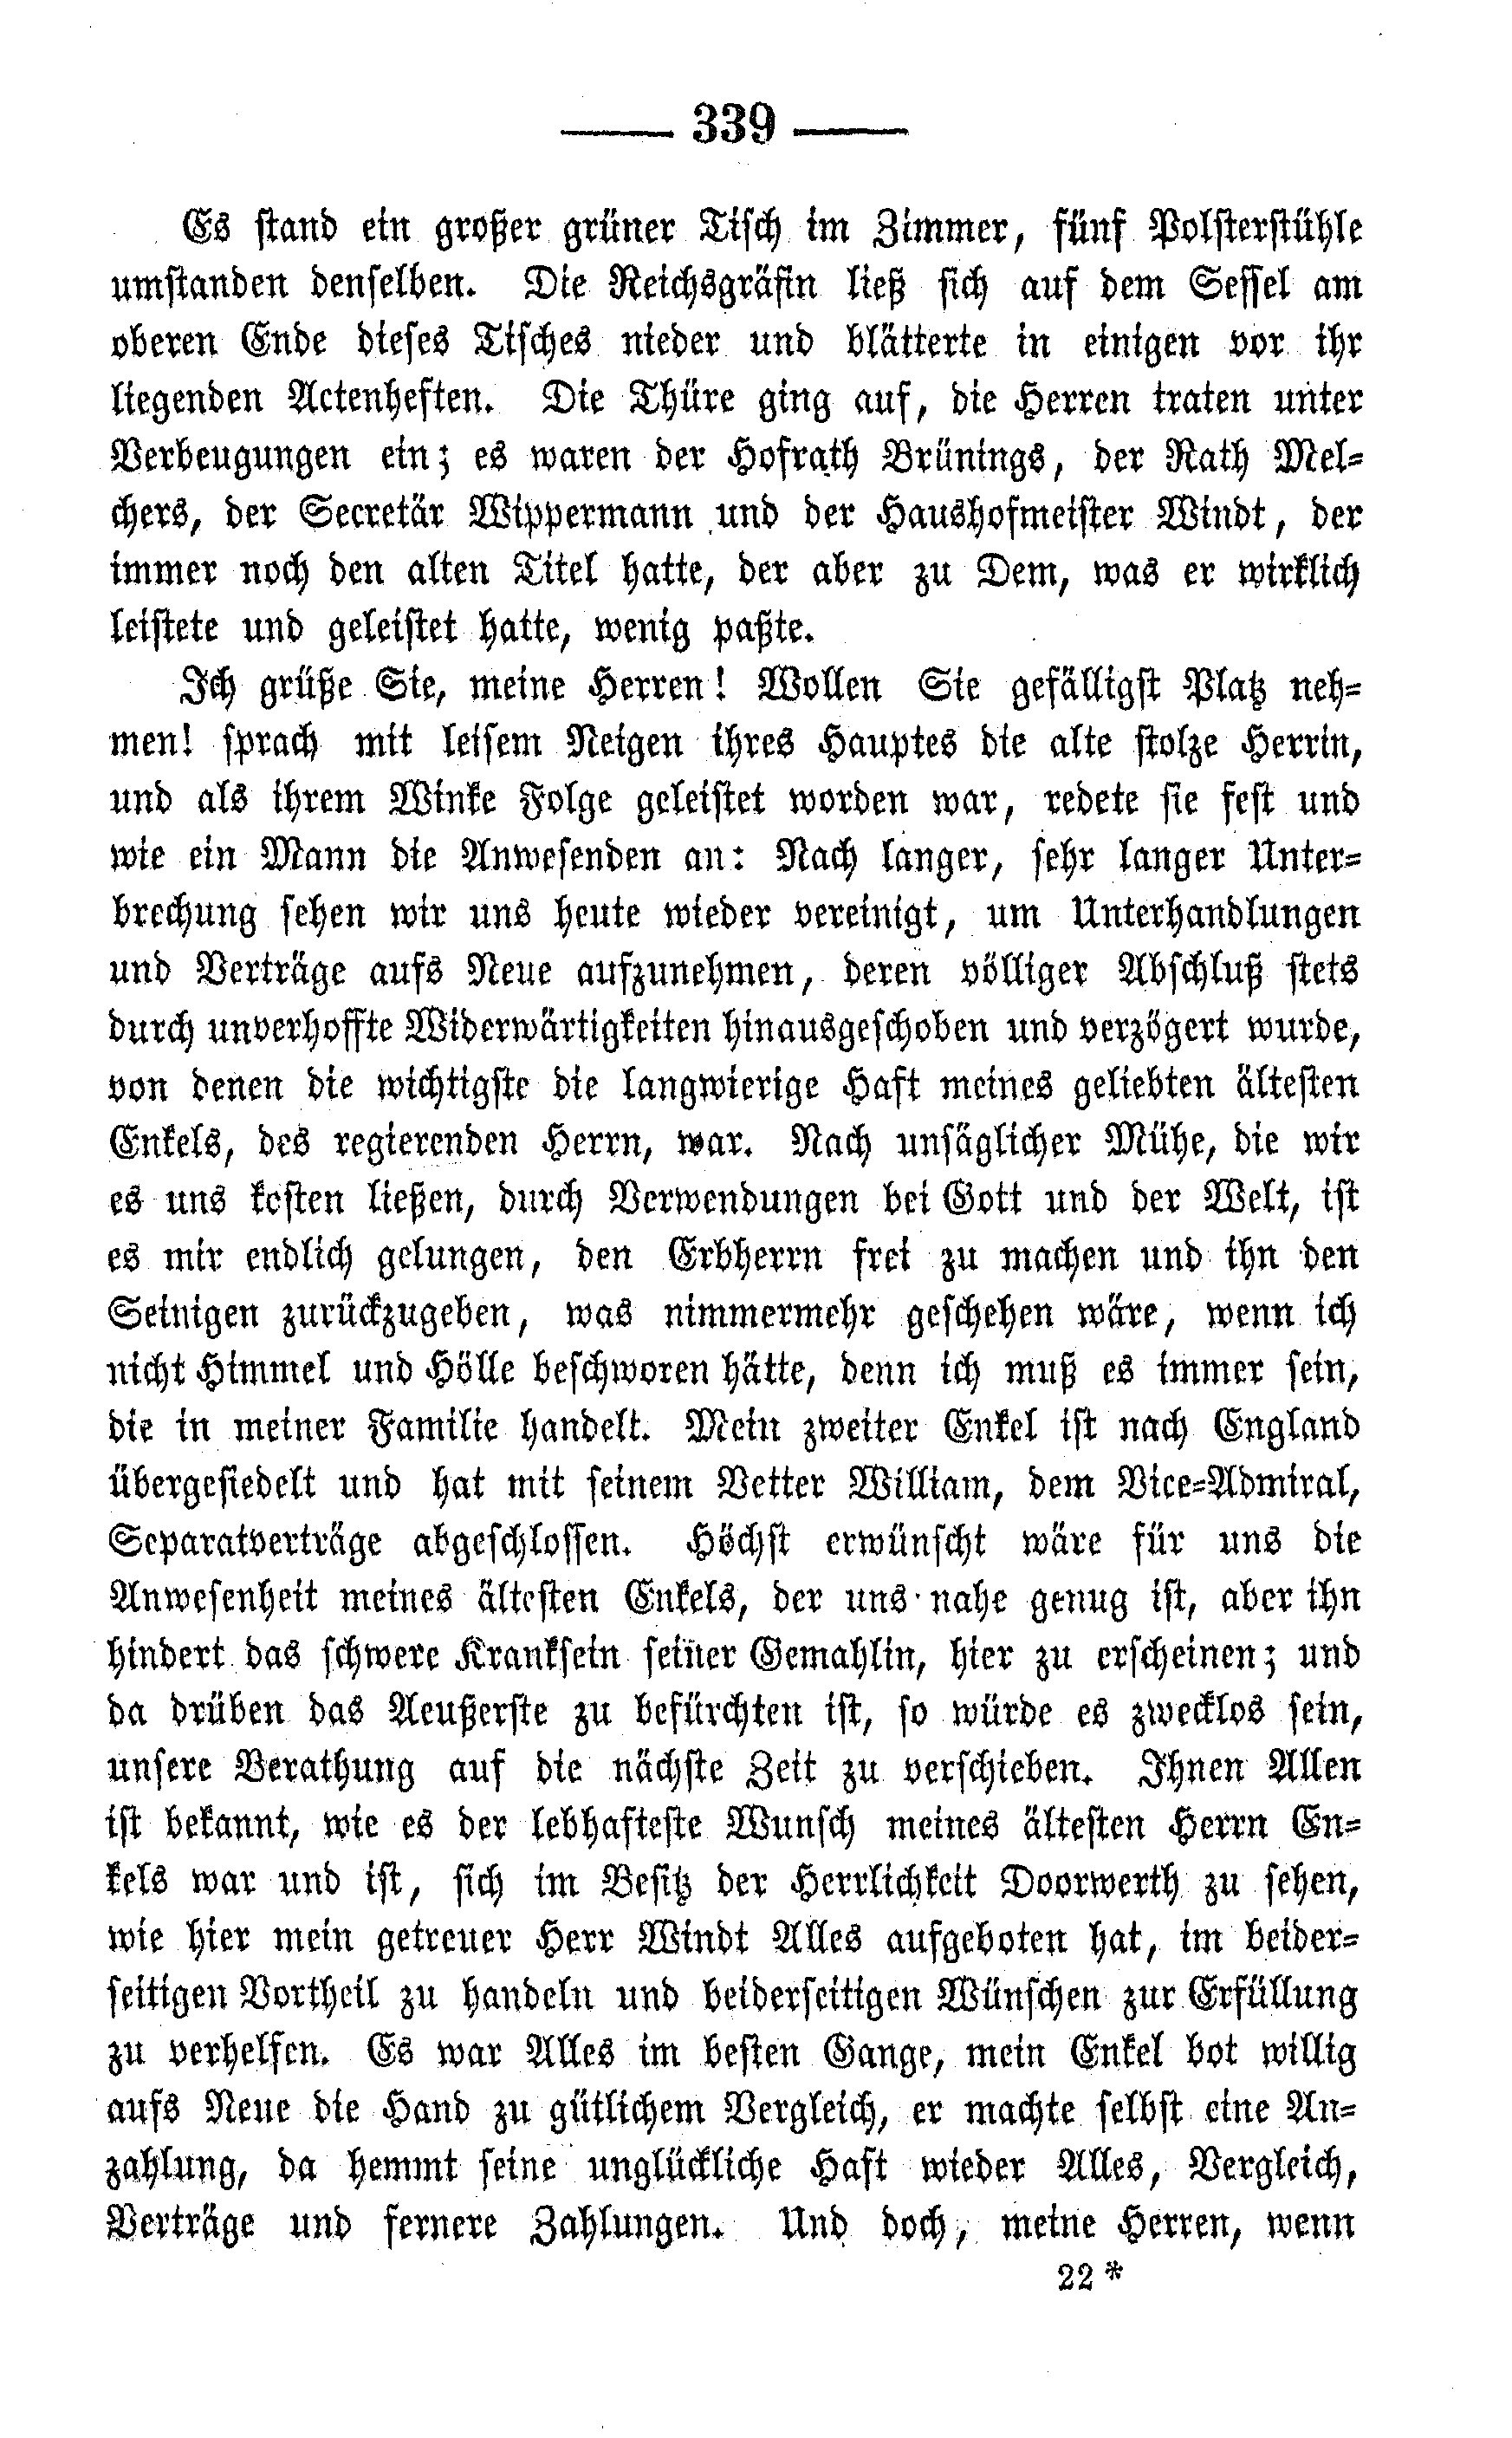 339
Es stand ein großer grüner Tisch im Zimmer, fünf Polsterstühle
umstanden denselben. Die Reichsgräfin ließ sich auf dem Sessel am
oberen Ende dieses Tisches nieder und blätterte in einigen vor ihr
liegenden Actenheften. Die Thüre ging auf, die Herren traten unter
Verbeugungen ein; es waren der Hofrath Brünings, der Rath Mel-
chers, der Secretär Wippermann und der Haushofmeister Windt, der
immer noch den alten Titel hatte, der aber zu Dem, was er wirklich
leistete und geleistet hatte, wenig paßte.
Ich grüße Sie, meine Herren! Wollen Sie gefälligst Platz neh-
men! sprach mit leisem Neigen ihres Hauptes die alte stolze Herrin,
und als ihrem Winke Folge geleistet worden war, redete sie fest und
wie ein Mann die Anwesenden an: Nach langer, sehr langer Unter-
brechung sehen wir uns heute wieder vereinigt, um Unterhandlungen
und Verträge aufs Neue aufzunehmen, deren völliger Abschluß stets
durch unverhoffte Widerwärtigkeiten hinausgeschoben und verzögert wurde,
von denen die wichtigste die langwierige Haft meines geliebten ältesten
Enkels, des regierenden Herrn, war. Nach unsäglicher Mühe, die wir
es uns kosten ließen, durch Verwendungen bei Gott und der Welt, ist
es mir endlich gelungen, den Erbherrn frei zu machen und ihn den
Seinigen zurückzugeben, was nimmermehr geschehen wäre, wenn ich
nicht Himmel und Hölle beschworen hätte, denn ich muß es immer sein,
die in meiner Familie handelt. Mein zweiter Enkel ist nach England
übergesiedelt und hat mit seinem Vetter William, dem Vice-Admiral,
Separatverträge abgeschlossen. Höchst erwünscht wäre für uns die
Anwesenheit meines ältesten Enkels, der uns nahe genug ist, aber ihn
hindert das schwere Kranksein seiner Gemahlin, hier zu erscheinen; und
da drüben das Aeußerste zu befürchten ist, so würde es zwecklos sein,
unsere Berathung auf die nächste Zeit zu verschieben. Ihnen Allen
ist bekannt, wie es der lebhafteste Wunsch meines ältesten Herrn En-
kels war und ist, sich im Besitz der Herrlichkeit Doorwerth zu sehen,
wie hier mein getreuer Herr Windt Alles aufgeboten hat, im beider-
seitigen Vortheil zu handeln und beiderseitigen Wünschen zur Erfüllung
zu verhelfen. Es war Alles im besten Gange, mein Enkel bot willig
aufs Neue die Hand zu gütlichem Vergleich, er machte selbst eine An-
zahlung, da hemmt seine unglückliche Haft wieder Alles, Vergleich,
Verträge und fernere Zahlungen. Und doch, meine Herren, wenn
22*